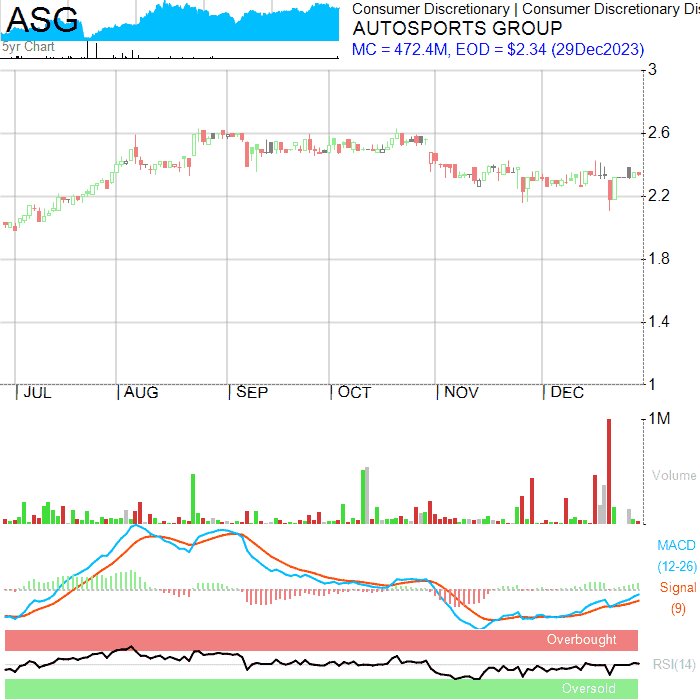 ASG
5yr Chart
Consumer Discretionary | Consumer Discretionary Dis
AUTOSPORTS GROUP
MC = 472.4M, EOD = $2.34 (29Dec2023)
3
2.6
2.2
1.8
1.4
1
| JUL | AUG | SEP | OCT | NOV | DEC
1M
Volume
MACD
(12-26)
Signal
(9)
Overbought
RSI(14)
Oversold